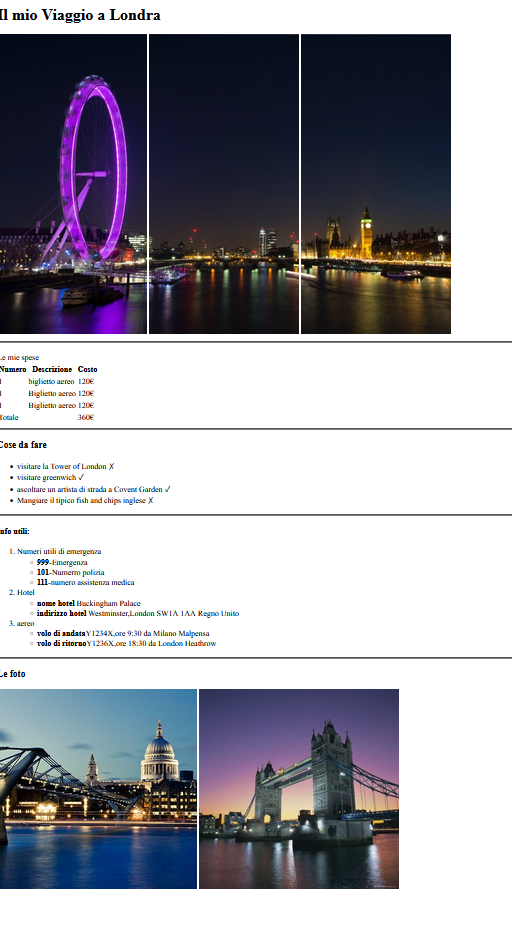 Il mio Viaggio a Londra
Le mie spese
Numero Descrizione Costo
1 biglietto aereo 120€
1 Biglietto aereo 120€
1 Biglietto aereo 120€
Totale 360€
Cose da fare
• visitare la Tower of London ✗
• visitare greenwich ✓
• ascoltare un artista di strada a Covent Garden ✓
• Mangiare il tipico fish and chips inglese ✗
info utili:
1. Numeri utili di emergenza
○ 999-Emergenza
○ 101-Numerro polizia
○ 111-numero assistenza medica
2. Hotel
○ nome hotel Buckingham Palace
○ indirizzo hotel Westminster,London SW1A 1AA Regno Unito
3. aereo
○ volo di andataY1234X,ore 9:30 da Milano Malpensa
○ volo di ritornoY1236X,ore 18:30 da London Heathrow
Le foto